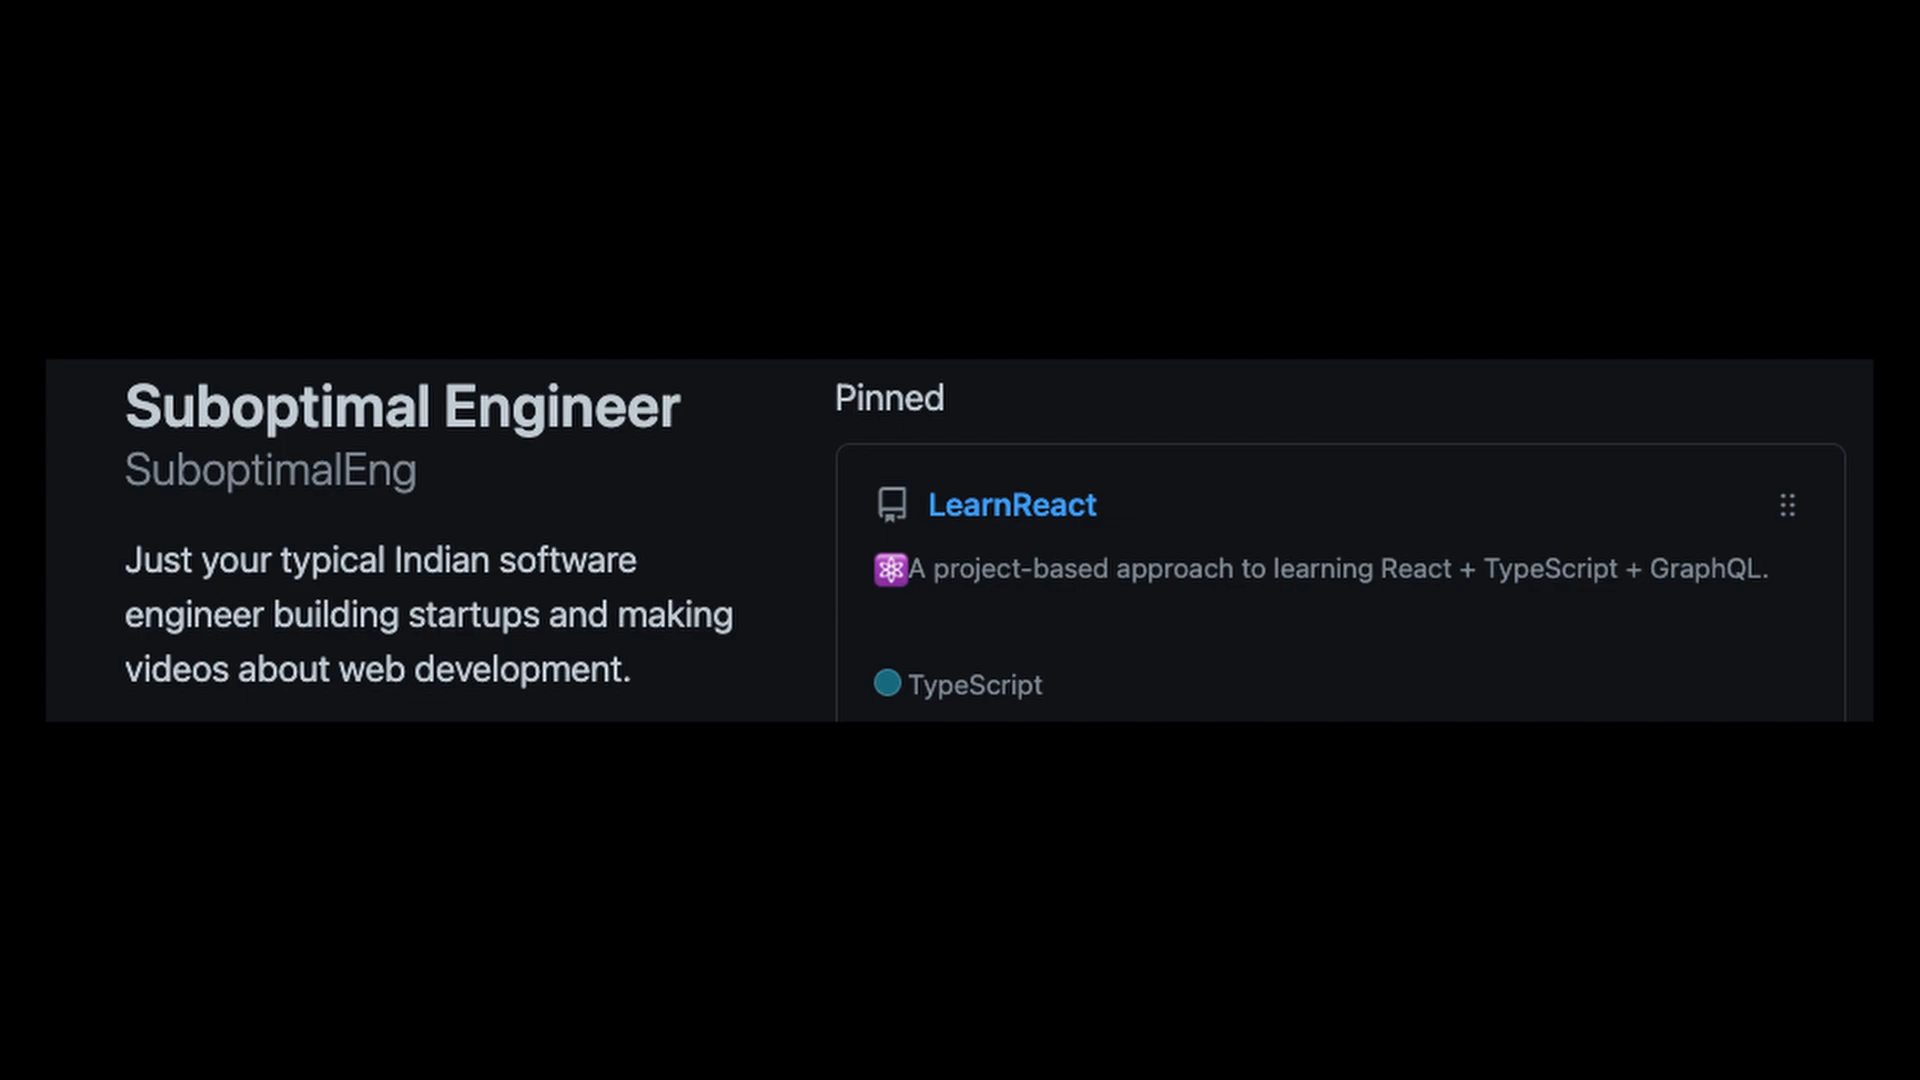 Suboptimal Engineer
SuboptimalEng
Just your typical Indian software
engineer building startups and making
videos about web development.
Pinned
LearnReact
⚛️A project-based approach to learning React + TypeScript + GraphQL.
TypeScript